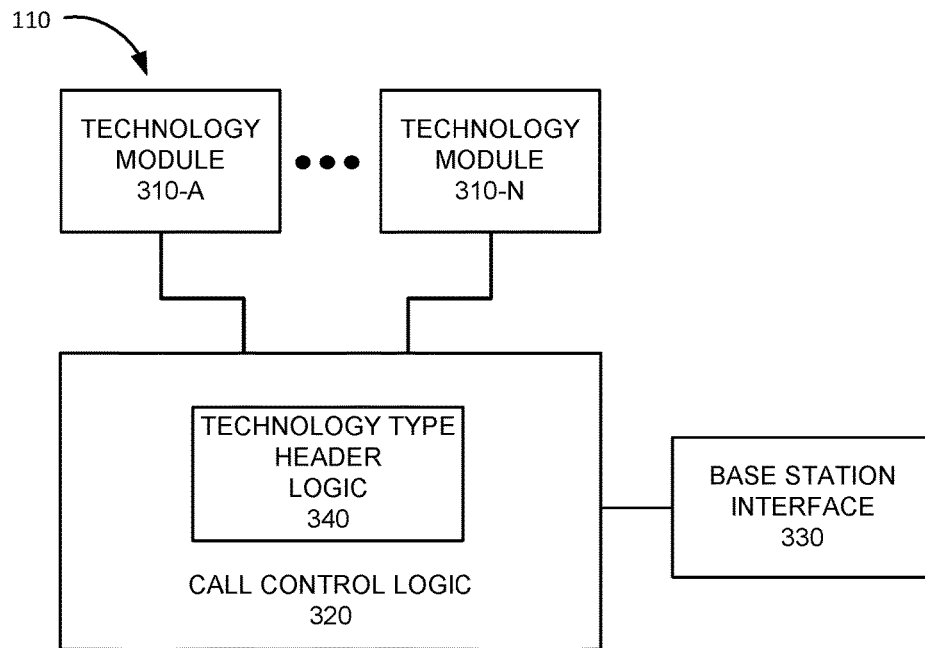 110
TECHNOLOGY
MODULE
310-A
TECHNOLOGY
MODULE
310-N
TECHNOLOGY TYPE
HEADER
LOGIC
340
CALL CONTROL LOGIC
320
BASE STATION
INTERFACE
330